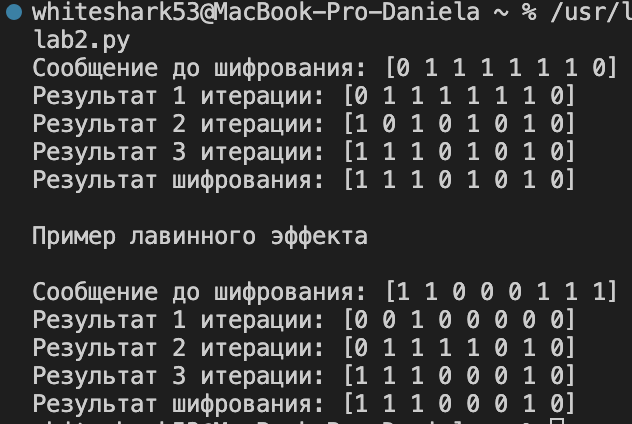 whiteshark53@MacBook-Pro-Daniela ~ % /usr/l
lab2.py
Сообщение до шифрования: [0 1 1 1 1 1 1 0]
Результат 1 итерации: [0 1 1 1 1 1 1 0]
Результат 2 итерации: [1 0 1 0 1 0 1 0]
Результат 3 итерации: [1 1 1 0 1 0 1 0]
Результат шифрования: [1 1 1 0 1 0 1 0]
Пример лавинного эффекта
Сообщение до шифрования: [1 1 0 0 0 1 1 1]
Результат 1 итерации: [0 0 1 0 0 0 0 0]
Результат 2 итерации: [0 1 1 1 1 0 1 0]
Результат 3 итерации: [1 1 1 0 0 0 1 0]
Результат шифрования: [1 1 1 0 0 0 1 0]